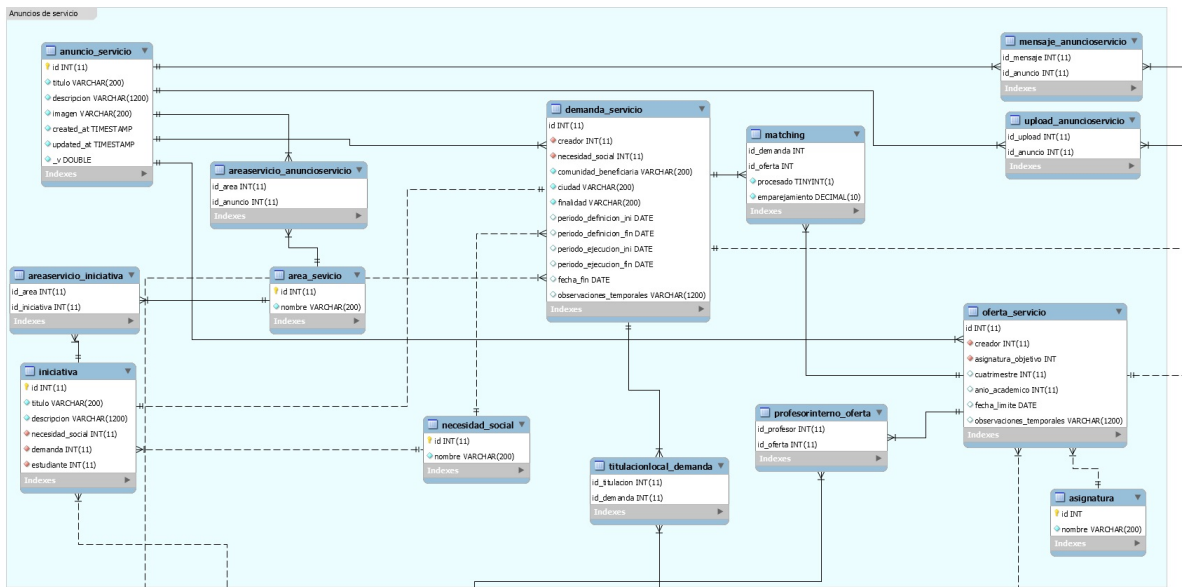 Anuncios de servicio
anuncio_servicio
id INT(11)
titulo VARCHAR(200)
descripcion VARCHAR(1200)
imagen VARCHAR(200)
created_at TIMESTAMP
updated_at TIMESTAMP
_v DOUBLE
Indexes
mensaje_anuncioservicio
id_mensaje INT(11)
id_anuncio INT(11)
Indexes
upload_anuncioservicio
id_upload INT(11)
id_anuncio INT(11)
Indexes
demanda_servicio
id INT(11)
creador INT(11)
necesidad_social INT(11)
comunidad_beneficiaria VARCHAR(200)
ciudad VARCHAR(200)
finalidad VARCHAR(200)
periodo_definicion_ini DATE
periodo_definicion_fin DATE
periodo_ejecucion_ini DATE
periodo_ejecucion_fin DATE
fecha_fin DATE
observaciones_temporales VARCHAR(1200)
Indexes
matching
id_demanda INT
id_oferta INT
procesado TINYINT(1)
emparejamiento DECIMAL(10)
Indexes
areaservicio_anuncioservicio
id_area INT(11)
id_anuncio INT(11)
Indexes
areaservicio_iniciativa
id_area INT(11)
id_iniciativa INT(11)
Indexes
area_sevicio
id INT(11)
nombre VARCHAR(200)
Indexes
oferta_servicio
id INT(11)
creador INT(11)
asignatura_objetivo INT
cuatrimestre INT(11)
anio_academico INT(11)
fecha_limite DATE
observaciones_temporales VARCHAR(1200)
Indexes
iniciativa
id INT(11)
titulo VARCHAR(200)
descripcion VARCHAR(1200)
necesidad_social INT(11)
demanda INT(11)
estudiante INT(11)
Indexes
necesidad_social
id INT(11)
nombre VARCHAR(200)
Indexes
profesorinterno_oferta
id_profesor INT(11)
id_oferta INT(11)
Indexes
titulacionlocal_demanda
id_titulacion INT(11)
id_demanda INT(11)
Indexes
asignatura
id INT
nombre VARCHAR(200)
Indexes